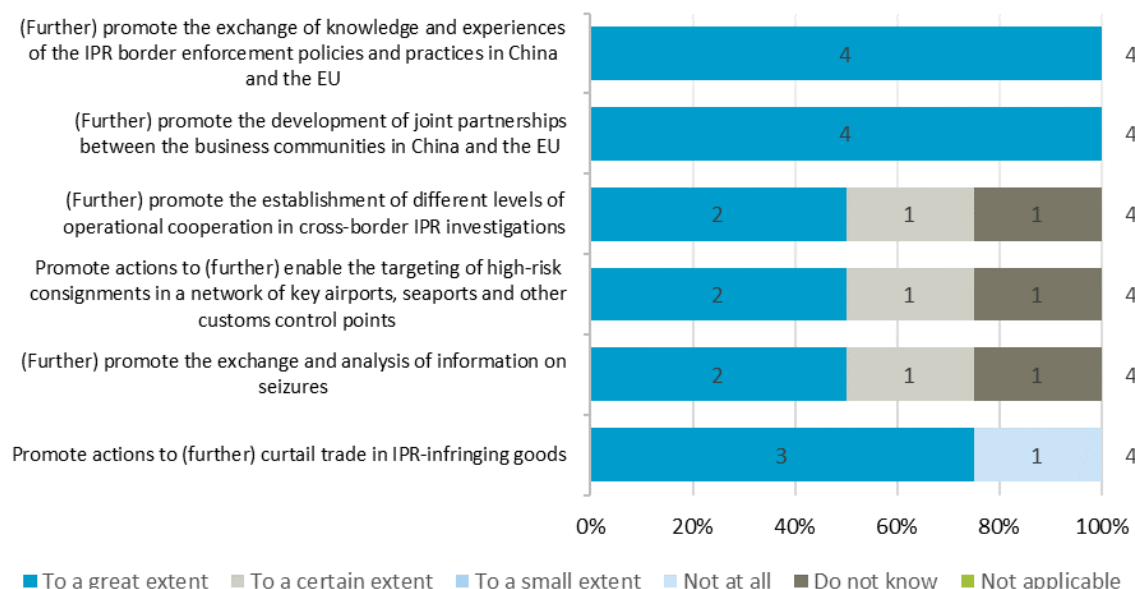 (Further) promote the exchange of knowledge and experiences
of the IPR border enforcement policies and practices in China
and the EU
4
4
(Further) promote the development of joint partnerships
between the business communities in China and the EU
4
4
(Further) promote the establishment of different levels of
operational cooperation in cross-border IPR investigations
2
1
1
4
Promote actions to (further) enable the targeting of high-risk
consignments in a network of key airports, seaports and other
customs control points
2
1
1
4
(Further) promote the exchange and analysis of information on
seizures
2
1
1
4
Promote actions to (further) curtail trade in IPR-infringing goods
3
1
4
0% 20% 40% 60% 80% 100%
To a great extent To a certain extent To a small extent Not at all Do not know Not applicable